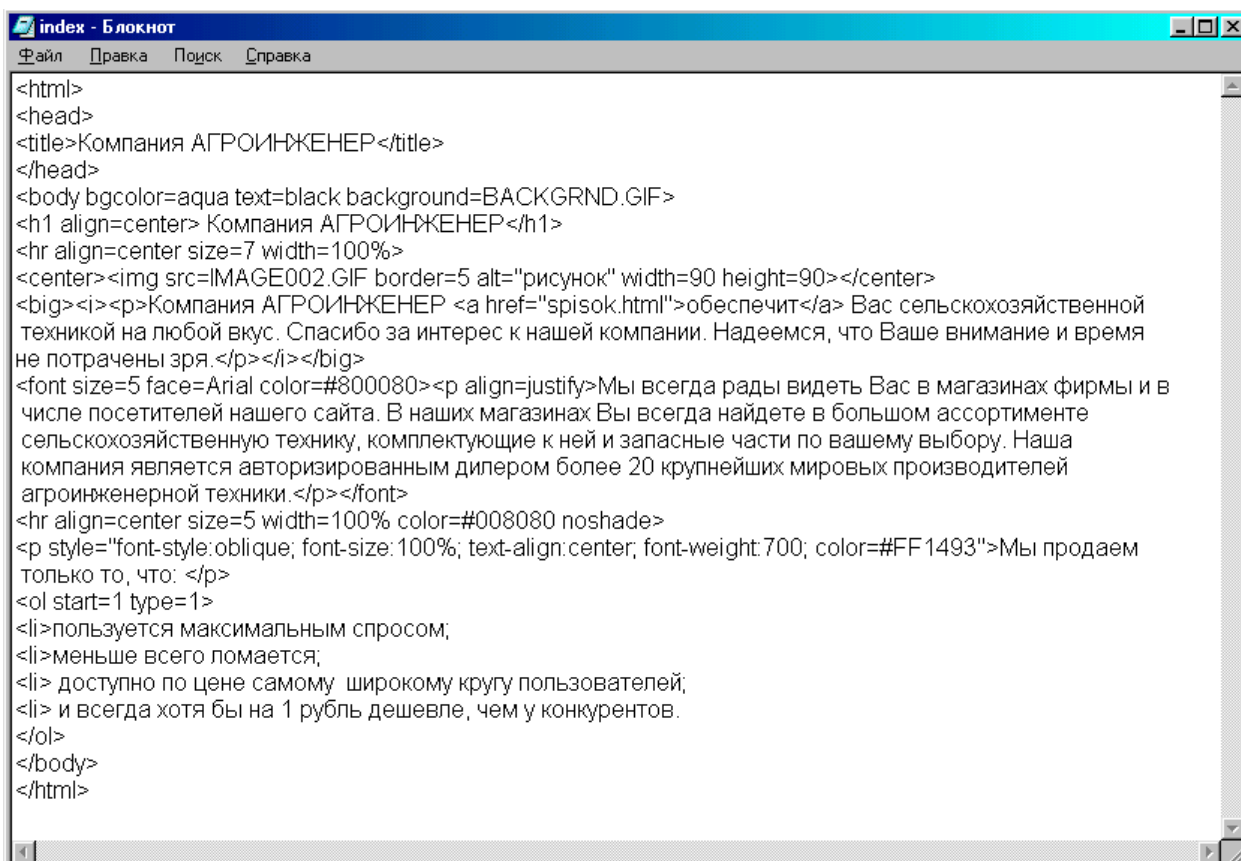 index - Блокнот
Файл Правка Поиск Справка
<html>
<head>
<title>Компания АГРОИНЖЕНЕР</title>
</head>
<body bgcolor=aqua text=black background=BACKGRND.GIF>
<h1 align=center> Компания АГРОИНЖЕНЕР</h1>
<hr align=center size=7 width=100%>
<center><img src=IMAGE002.GIF border=5 alt="рисунок" width=90 height=90></center>
<big><i><p>Компания АГРОИНЖЕНЕР <a href="spisok.html">обеспечит</a> Вас сельскохозяйственной
техникой на любой вкус. Спасибо за интерес к нашей компании. Надеемся, что Ваше внимание и время
не потрачены зря.</p></i></big>
<font size=5 face=Arial color=#800080><p align=justify>Мы всегда рады видеть Вас в магазинах фирмы и в
числе посетителей нашего сайта. В наших магазинах Вы всегда найдете в большом ассортименте
сельскохозяйственную технику, комплектующие к ней и запасные части по вашему выбору. Наша
компания является авторизированным дилером более 20 крупнейших мировых производителей
агроинженерной техники.</p></font>
<hr align=center size=5 width=100% color=#008080 noshade>
<p style="font-style:oblique; font-size:100%; text-align:center; font-weight:700; color=#FF1493">Мы продаем
только то, что: </p>
<ol start=1 type=1>
<li>пользуется максимальным спросом;
<li>меньше всего ломается;
<li> доступно по цене самому  широкому кругу пользователей;
<li> и всегда хотя бы на 1 рубль дешевле, чем у конкурентов.
</ol>
</body>
</html>